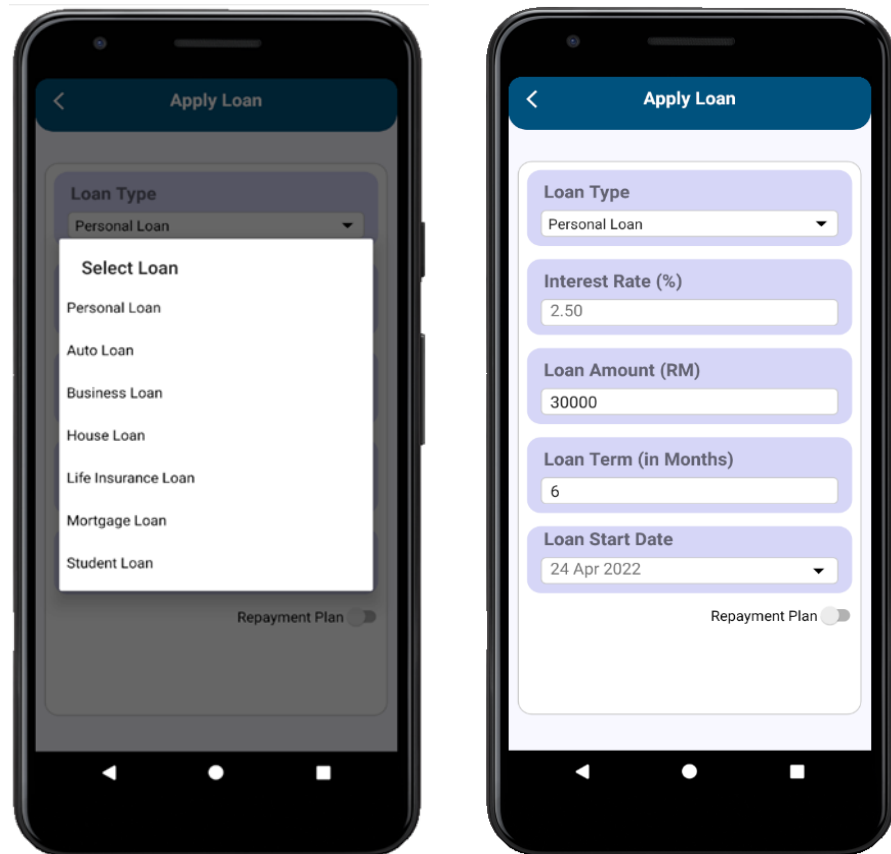 Apply Loan
Loan Type
Personal Loan
Select Loan
Personal Loan
Auto Loan
Business Loan
House Loan
Life Insurance Loan
Mortgage Loan
Student Loan
Repayment Plan
Apply Loan
Loan Type
Personal Loan
Interest Rate (%)
2.50
Loan Amount (RM)
30000
Loan Term (in Months)
6
Loan Start Date
24 Apr 2022
Repayment Plan